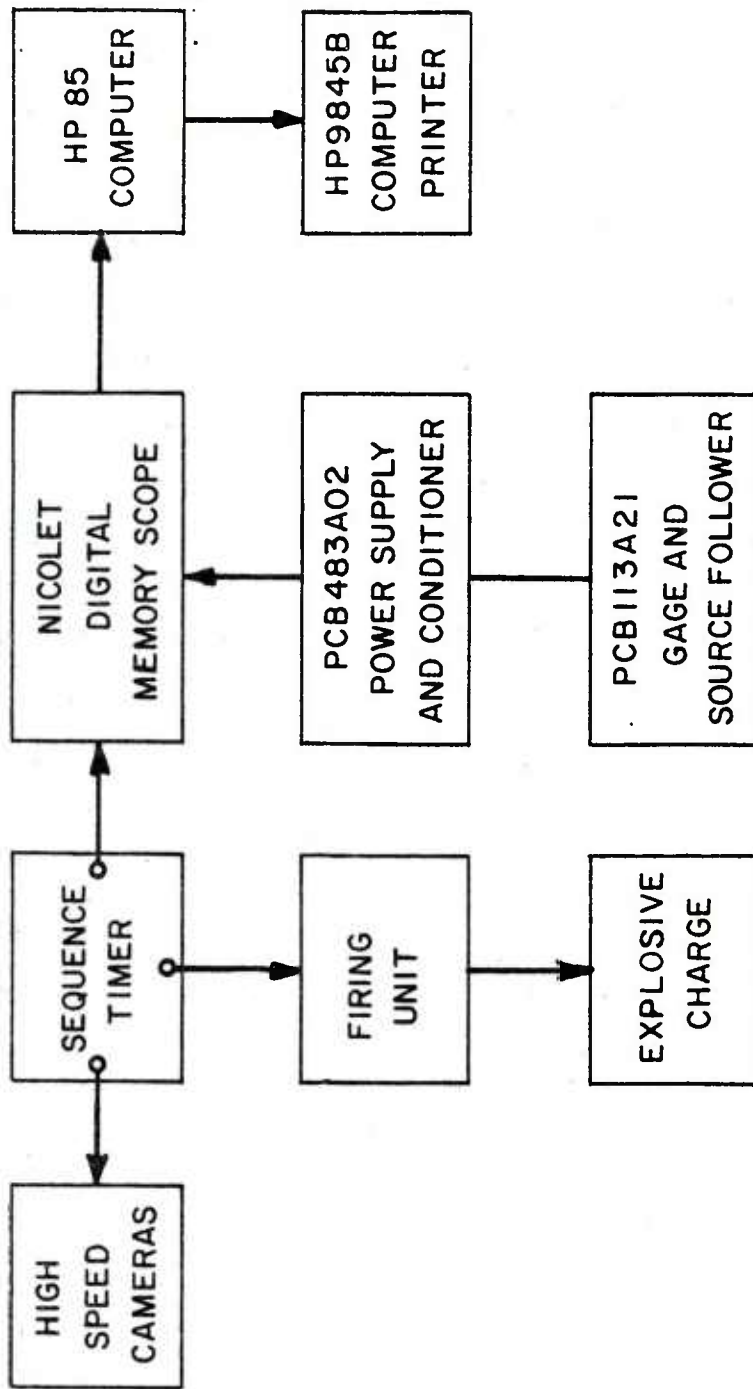 HIGH
SPEED
CAMERAS
SEQUENCE
TIMER
NICOLET
DIGITAL
MEMORY SCOPE
HP 85
COMPUTER
FIRING
UNIT
PCB483A02
POWER SUPPLY
AND CONDITIONER
HP9845B
COMPUTER
PRINTER
EXPLOSIVE
CHARGE
PCB113A21
GAGE AND
SOURCE FOLLOWER